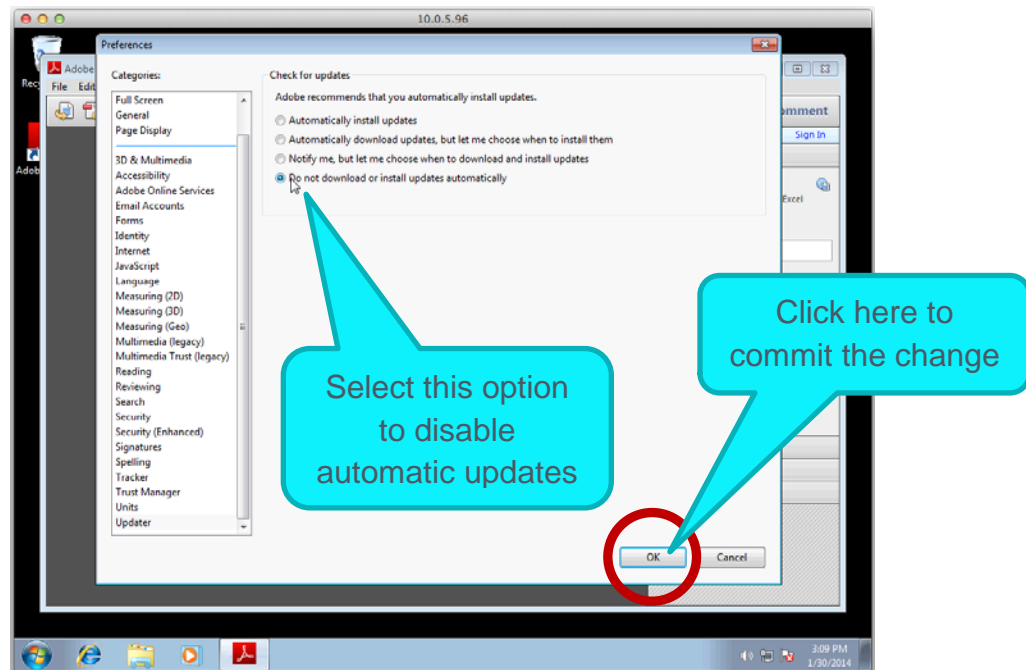 10.0.5.96
Preferences
Adobe
File Edit
Categories:
Full Screen
General
Page Display
3D & Multimedia
Accessibility
Adobe Online Services
Email Accounts
Forms
Identity
Internet
JavaScript
Language
Measuring (2D)
Measuring (3D)
Measuring (Geo)
Multimedia (legacy)
Multimedia Trust (legacy)
Reading
Reviewing
Search
Security
Security (Enhanced)
Signatures
Spelling
Tracker
Trust Manager
Units
Updater
Check for updates
Adobe recommends that you automatically install updates.
Automatically install updates
Automatically download updates, but let me choose when to install them
Notify me, but let me choose when to download and install updates
Do not download or install updates automatically
Sign In
Excel
Select this option
to disable
automatic updates
Click here to
commit the change
OK Cancel
3:09 PM
1/30/2014